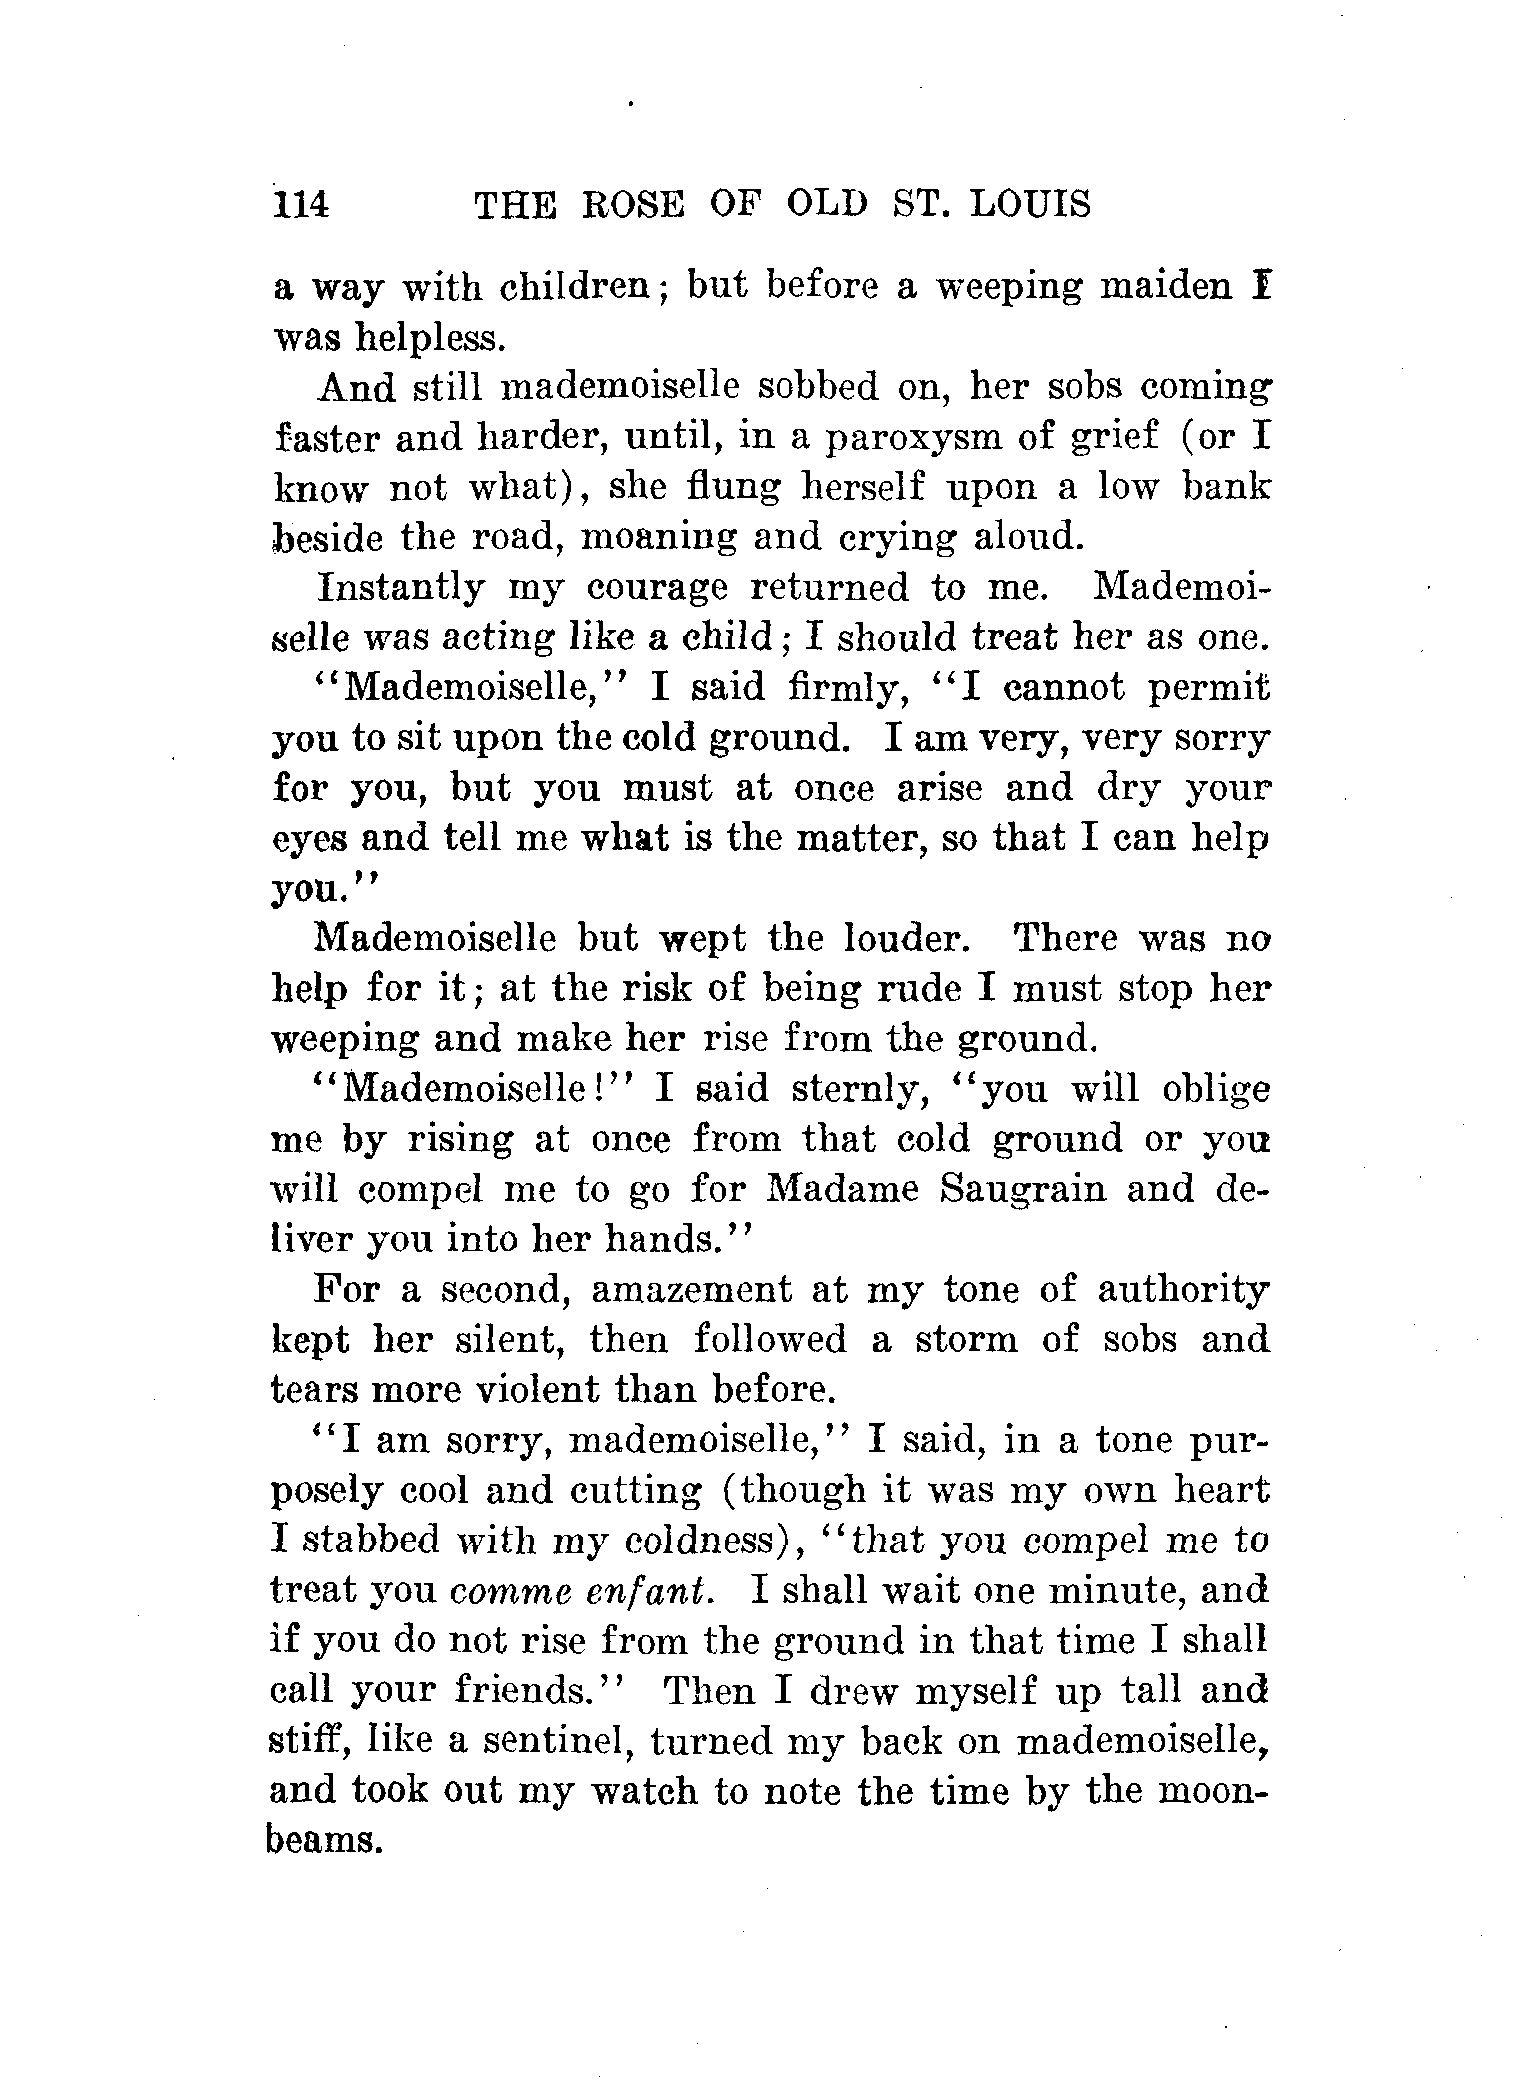 114 THE ROSE OF OLD ST. LOUIS
a way with children; but before a weeping maiden I
was helpless.
And still mademoiselle sobbed on, her sobs coming
faster and harder, until, in a paroxysm of grief (or I
know not what), she flung herself upon a low bank
beside the road, moaning and crying aloud.
Instantly my courage returned to me. Mademoi-
selle was acting like a child; I should treat her as one.
"Mademoiselle," I said firmly, "I cannot permit
you to sit upon the cold ground. I am very, very sorry
for you, but you must at once arise and dry your
eyes and tell me what is the matter, so that I can help
you."
Mademoiselle but wept the louder. There was no
help for it; at the risk of being rude I must stop her
weeping and make her rise from the ground.
"Mademoiselle!" I said sternly, "you will oblige
me by rising at once from that cold ground or you
will compel me to go for Madame Saugrain and de-
liver you into her hands."
For a second, amazement at my tone of authority
kept her silent, then followed a storm of sobs and
tears more violent than before.
"I am sorry, mademoiselle," I said, in a tone pur-
posely cool and cutting (though it was my own heart
I stabbed with my coldness), "that you compel me to
treat you comme enfant. I shall wait one minute, and
if you do not rise from the ground in that time I shall
call your friends." Then I drew myself up tall and
stiff, like a sentinel, turned my back on mademoiselle,
and took out my watch to note the time by the moon-
beams.